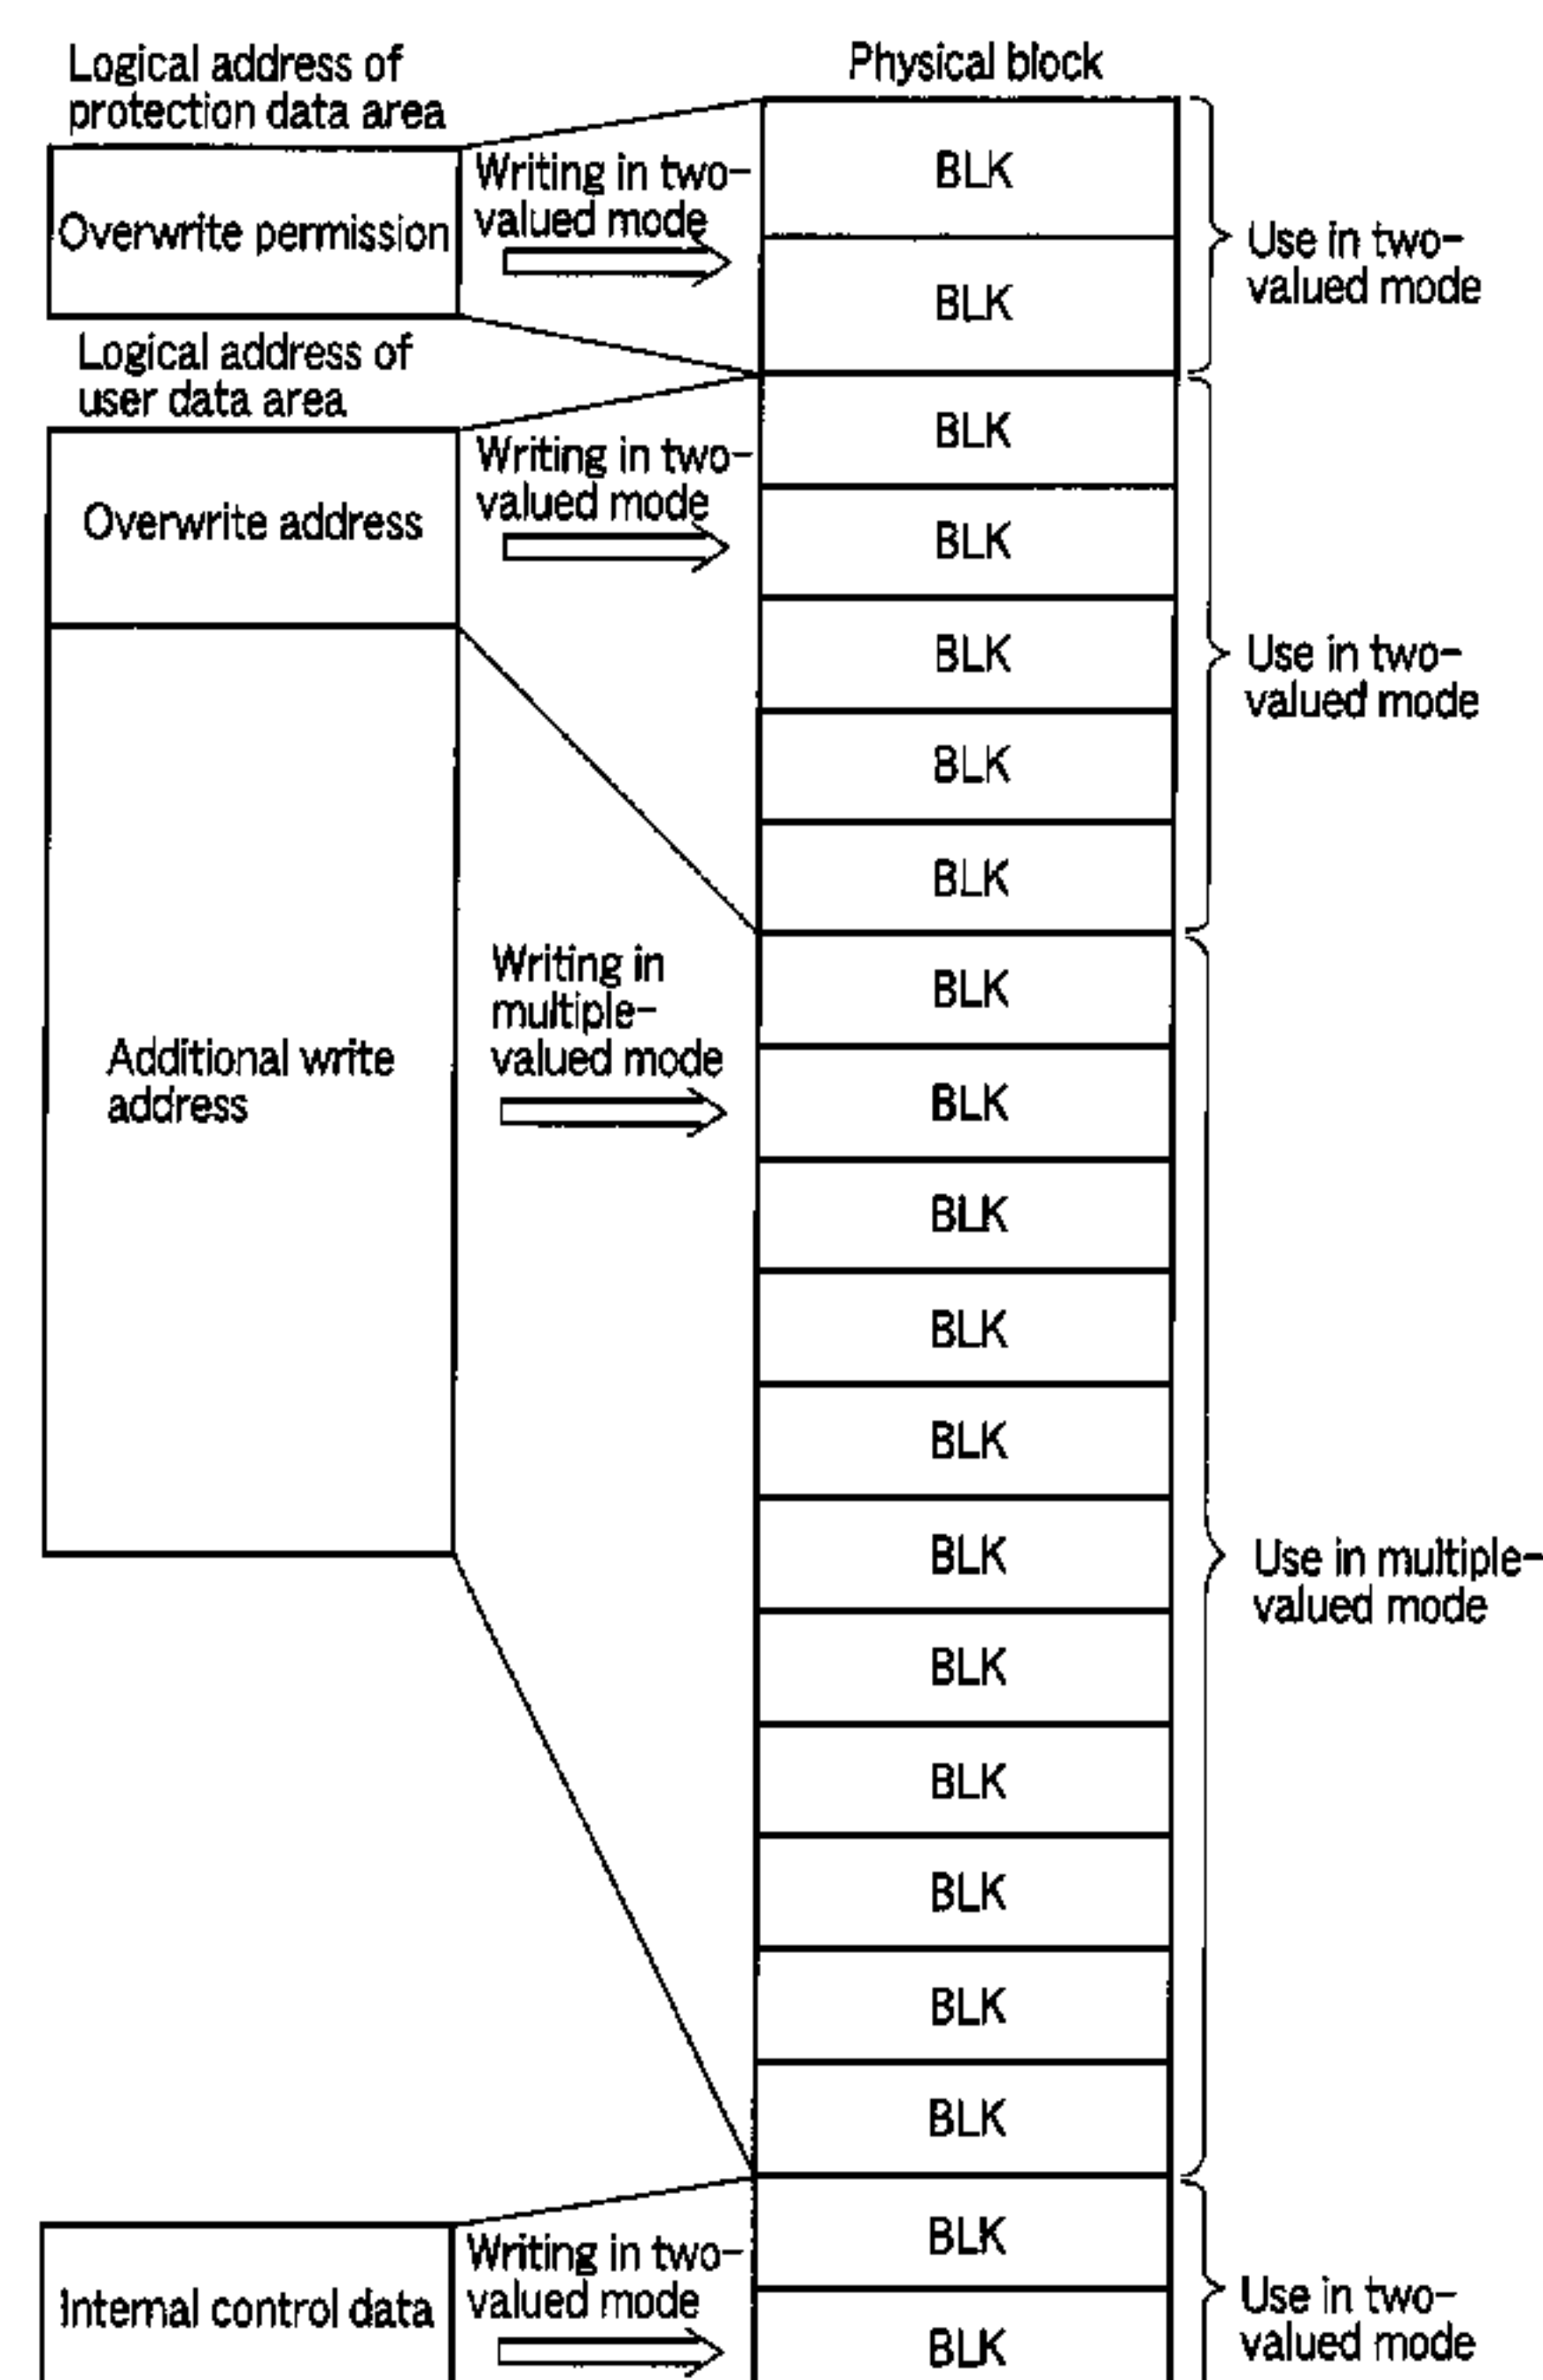 Logical address of
protection data area
Physical block
Overwrite permission
Writing in two-
valued mode
BLK
BLK
Use in two-
valued mode
Logical address of
user data area
Overwrite address
Writing in two-
valued mode
BLK
BLK
BLK
BLK
BLK
Use in two-
valued mode
Additional write
address
Writing in
multiple-
valued mode
BLK
BLK
BLK
BLK
BLK
BLK
BLK
BLK
BLK
BLK
BLK
Use in multiple-
valued mode
Internal control data
Writing in two-
valued mode
BLK
BLK
Use in two-
valued mode